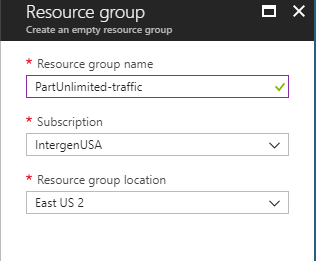 Resource group
Create an empty resource group
* Resource group name
PartUnlimited-traffic
* Subscription
IntergenUSA
* Resource group location
East US 2